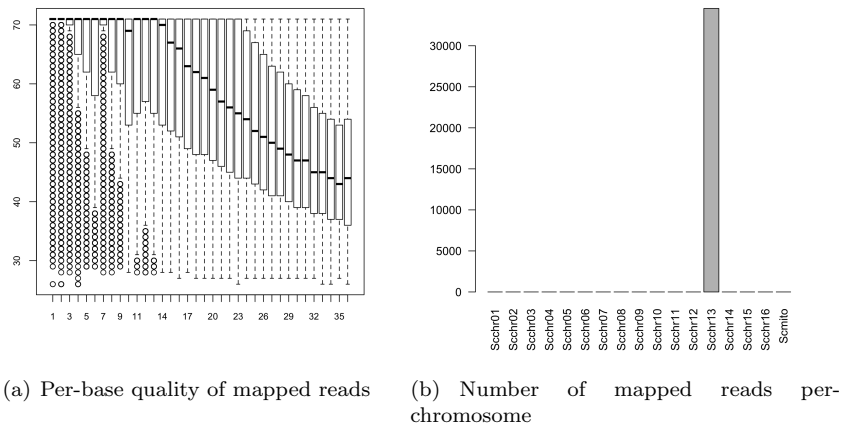 70
60
50
40
30
1 3 5 7 9 11 14 17 20 23 26 29 32 35
(a) Per-base quality of mapped reads
30000
25000
20000
15000
10000
5000
0
Scchr01
Scchr02
Scchr03
Scchr04
Scchr05
Scchr06
Scchr07
Scchr08
Scchr09
Scchr10
Scchr11
Scchr12
Scchr13
Scchr14
Scchr15
Scchr16
Scmito
(b) Number of mapped reads per-
chromosome